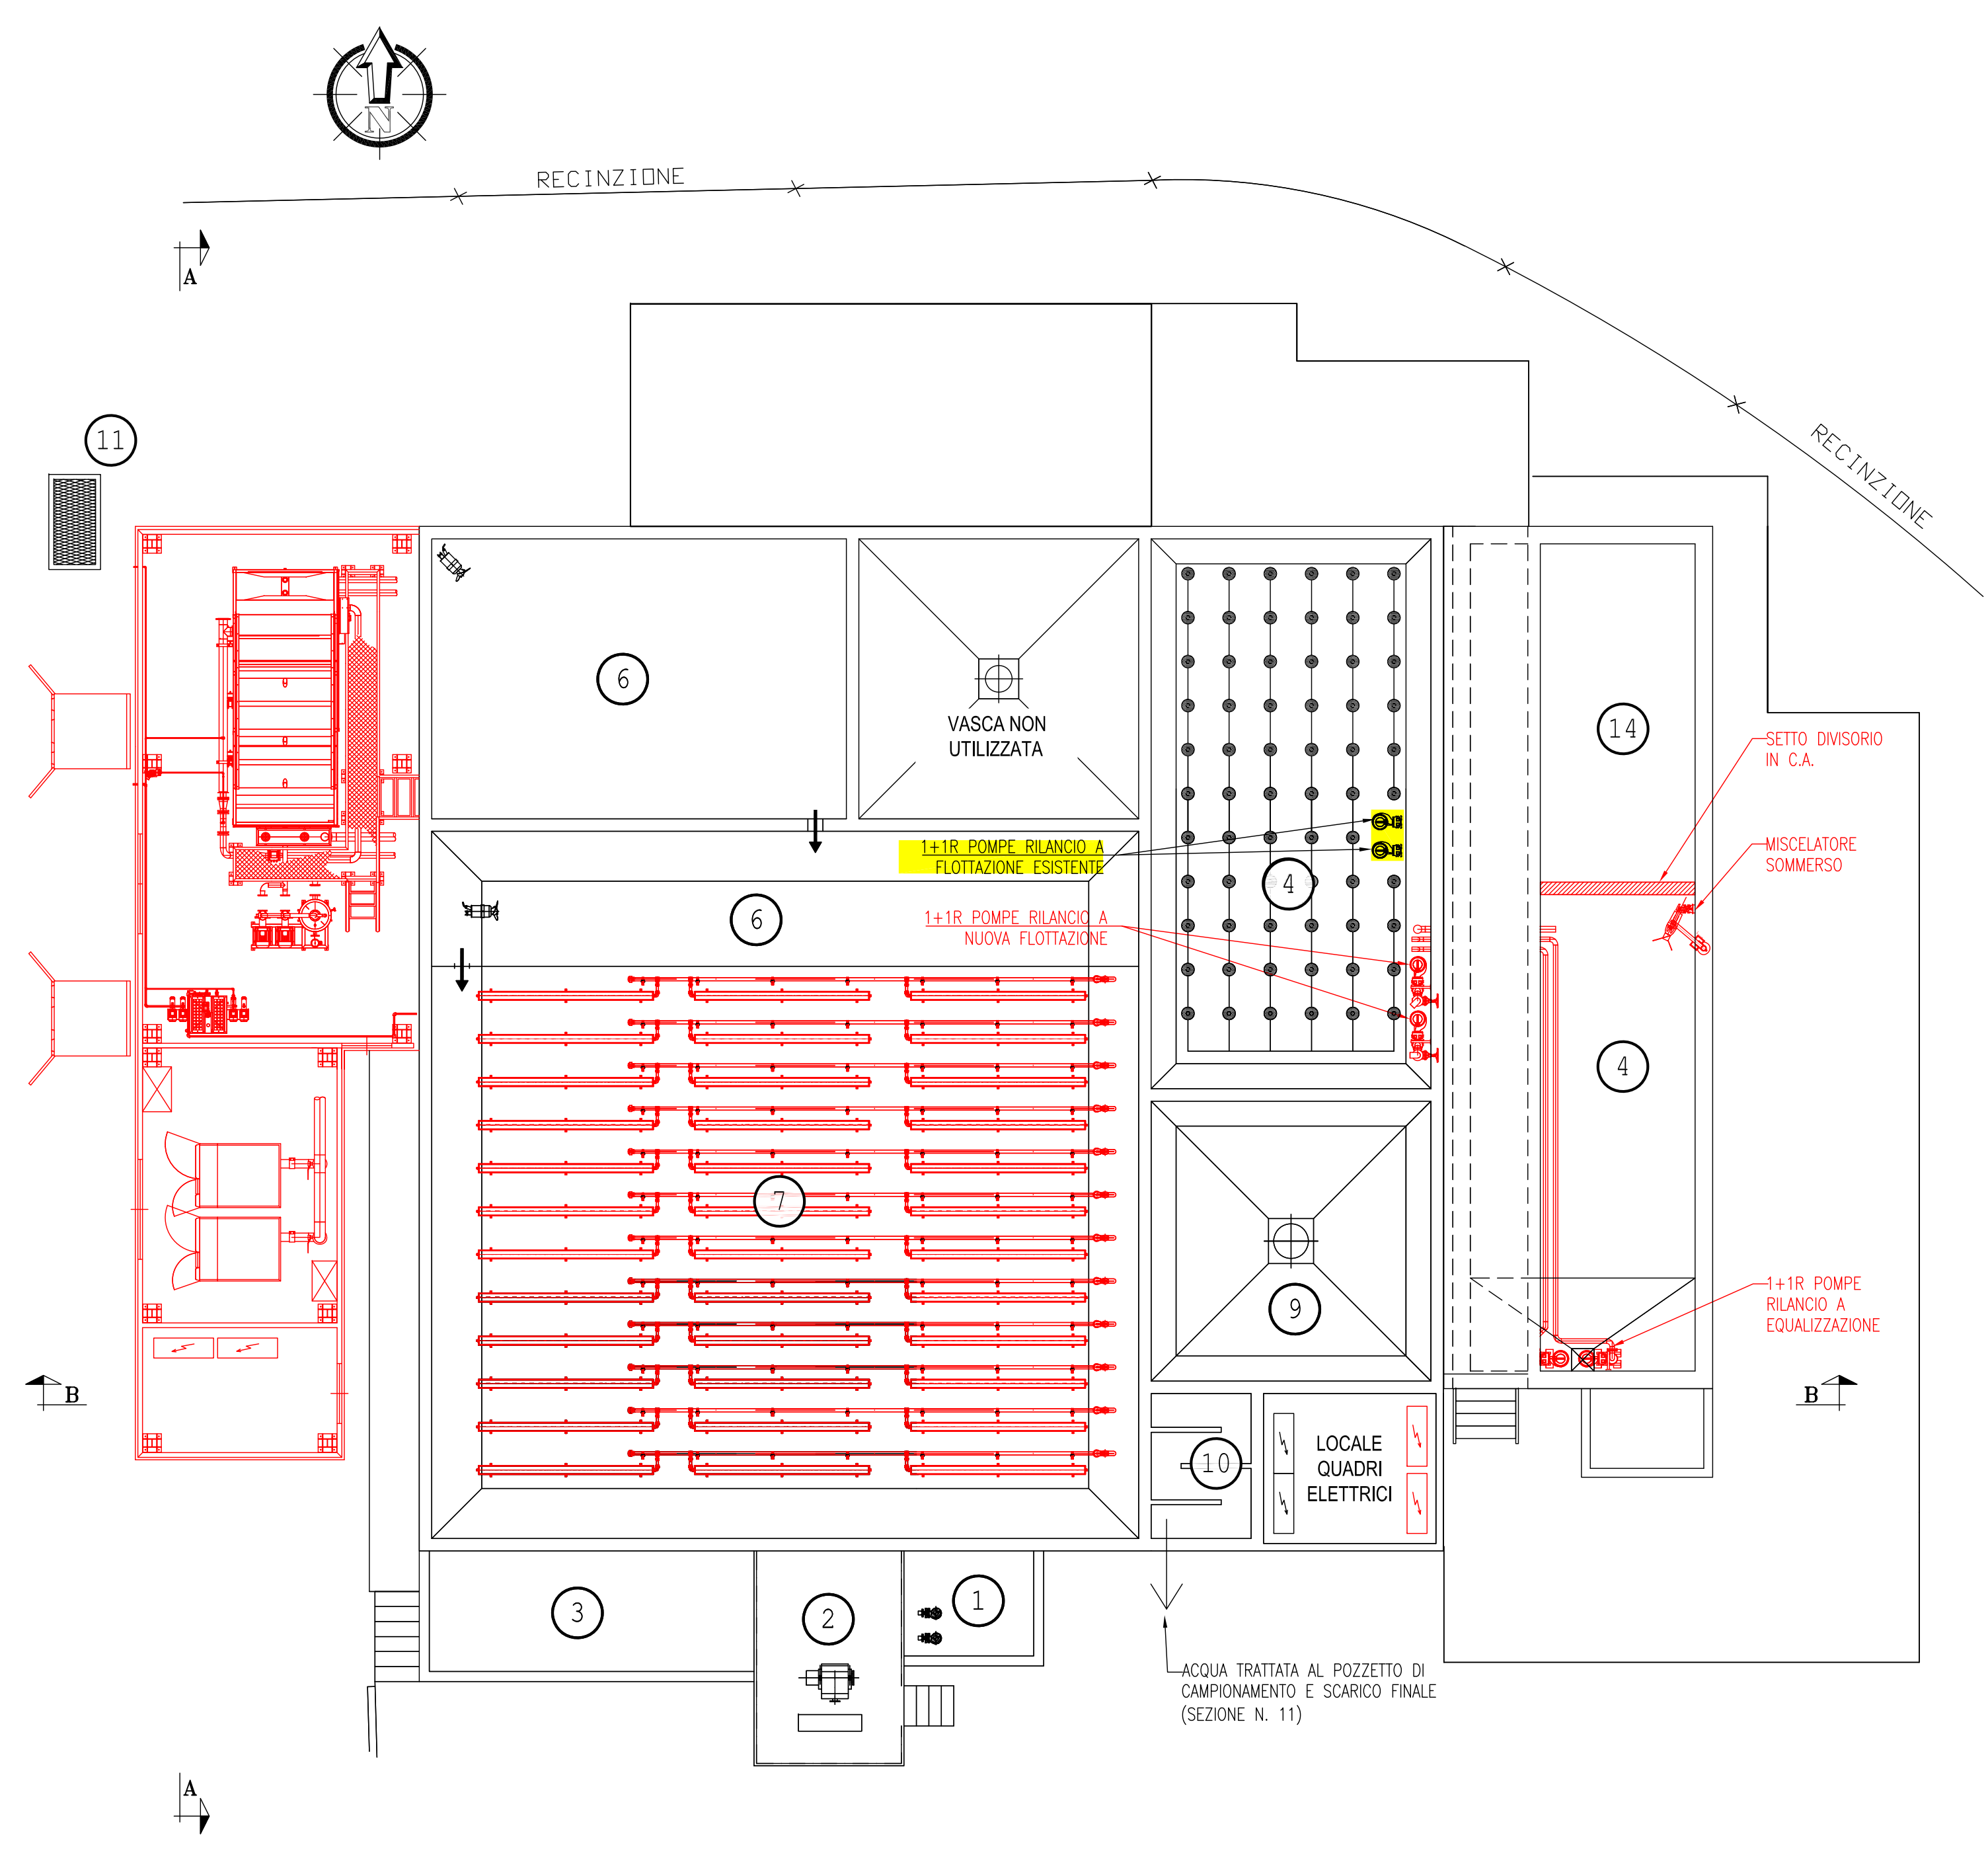 N
RECINZIONE
A
RECINZIONE
11
6
VASCA NON
UTILIZZATA
14
SETTO DIVISORIO
IN C.A.
MISCELATORE
SOMMERSO
1+1R POMPE RILANCIO A
FLOTTAZIONE ESISTENTE
4
6
1+1R POMPE RILANCIO A
NUOVA FLOTTAZIONE
4
7
9
1+1R POMPE
RILANCIO A
EQUALIZZAZIONE
B
B
10
LOCALE
QUADRI
ELETTRICI
3
2
1
ACQUA TRATTATA AL POZZETTO DI
CAMPIONAMENTO E SCARICO FINALE
(SEZIONE N. 11)
A